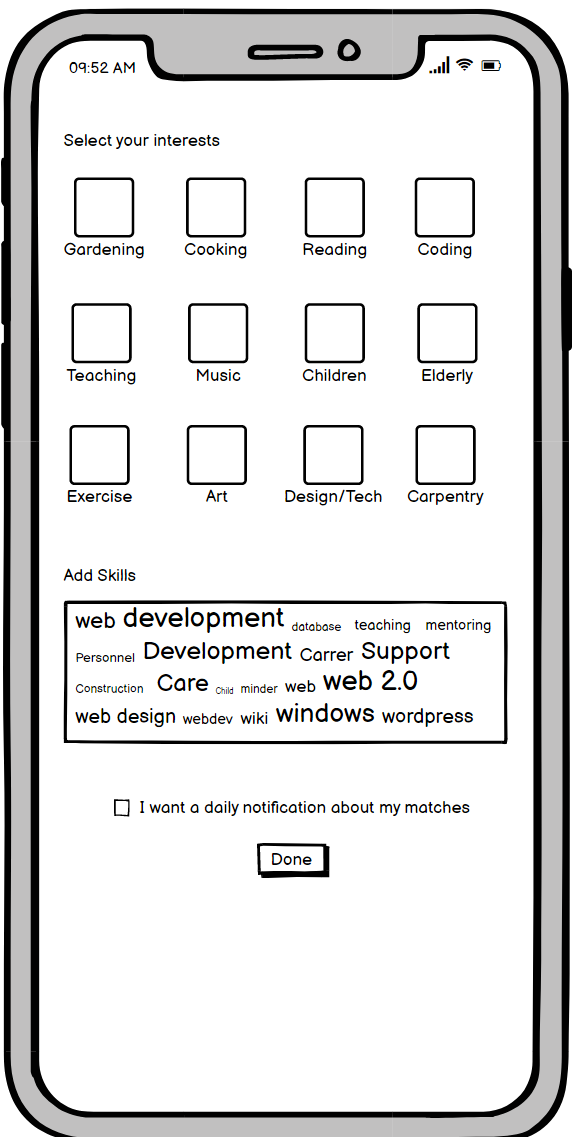 09:52 AM
Select your interests
Gardening Cooking Reading Coding
Teaching Music Children Elderly
Exercise Art Design/Tech Carpentry
Add Skills
web development database teaching mentoring
Personnel Development Carrer Support
Construction Care Child minder web web 2.0
web design webdev wiki windows wordpress
I want a daily notification about my matches
Done